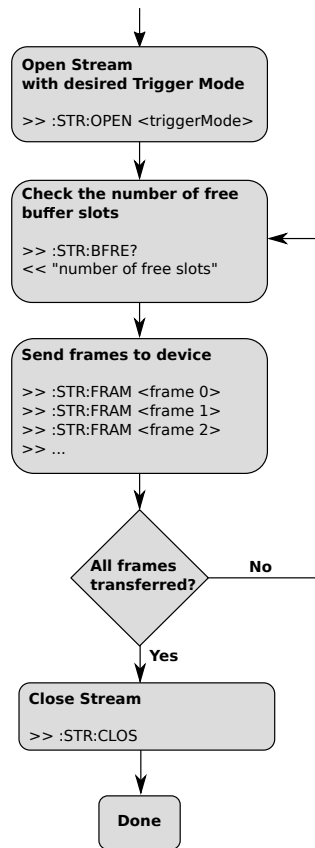 Open Stream
with desired Trigger Mode
>> :STR:OPEN <triggerMode>
Check the number of free
buffer slots
>> :STR:BFRE?
<< "number of free slots"
Send frames to device
>> :STR:FRAM <frame 0>
>> :STR:FRAM <frame 1>
>> :STR:FRAM <frame 2>
>> ...
All frames
transferred?
No
Yes
Close Stream
>> :STR:CLOS
Done